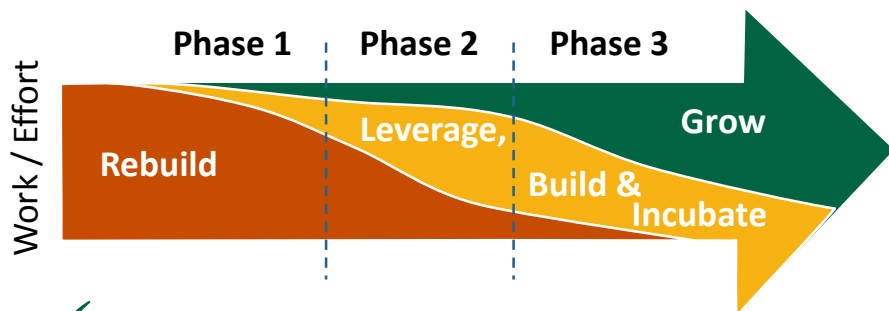 Phase 1
Phase 2
Phase 3
Work / Effort
Rebuild
Leverage,
Build &
Incubate
Grow